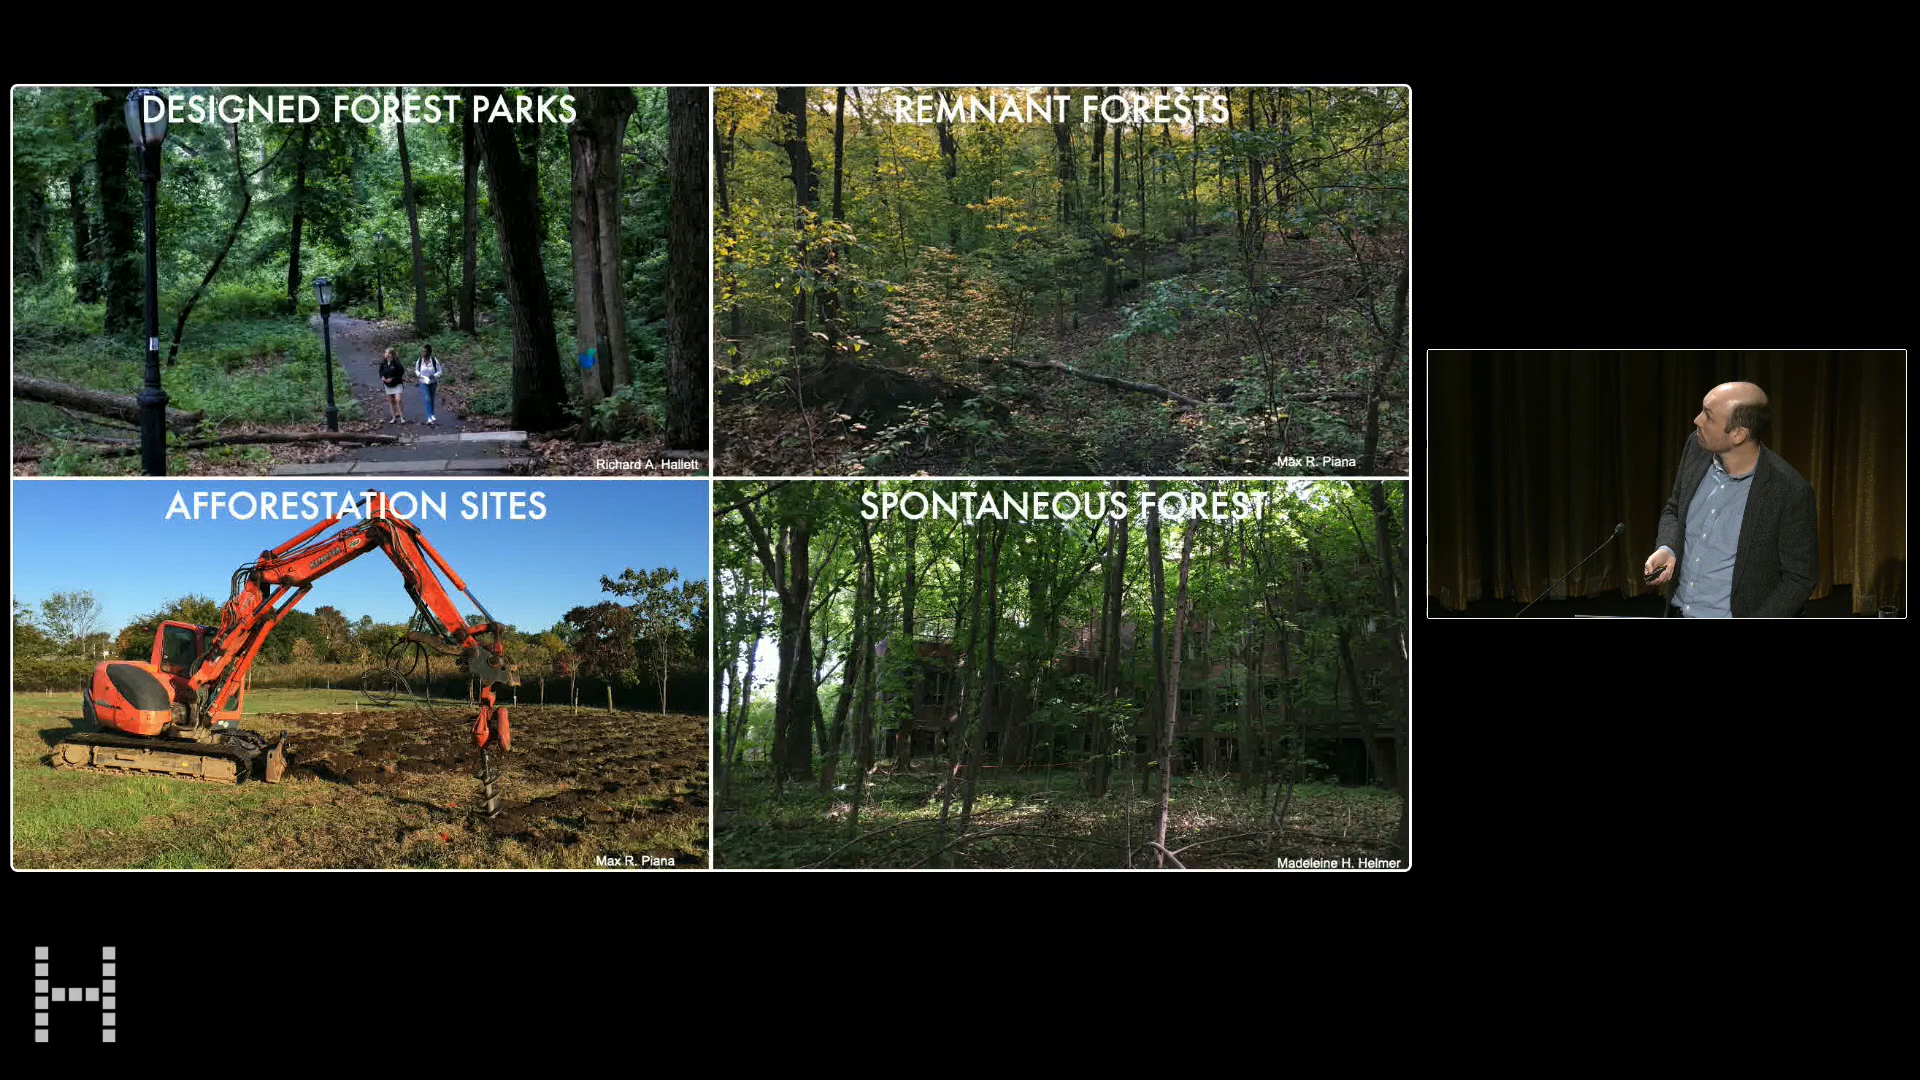 DESIGNED FOREST PARKS
Richard A. Hallett
REMNANT FORESTS
Max R. Piana
AFFORESTATION SITES
Max R. Piana
SPONTANEOUS FOREST
Madeleine H. Helmer
H